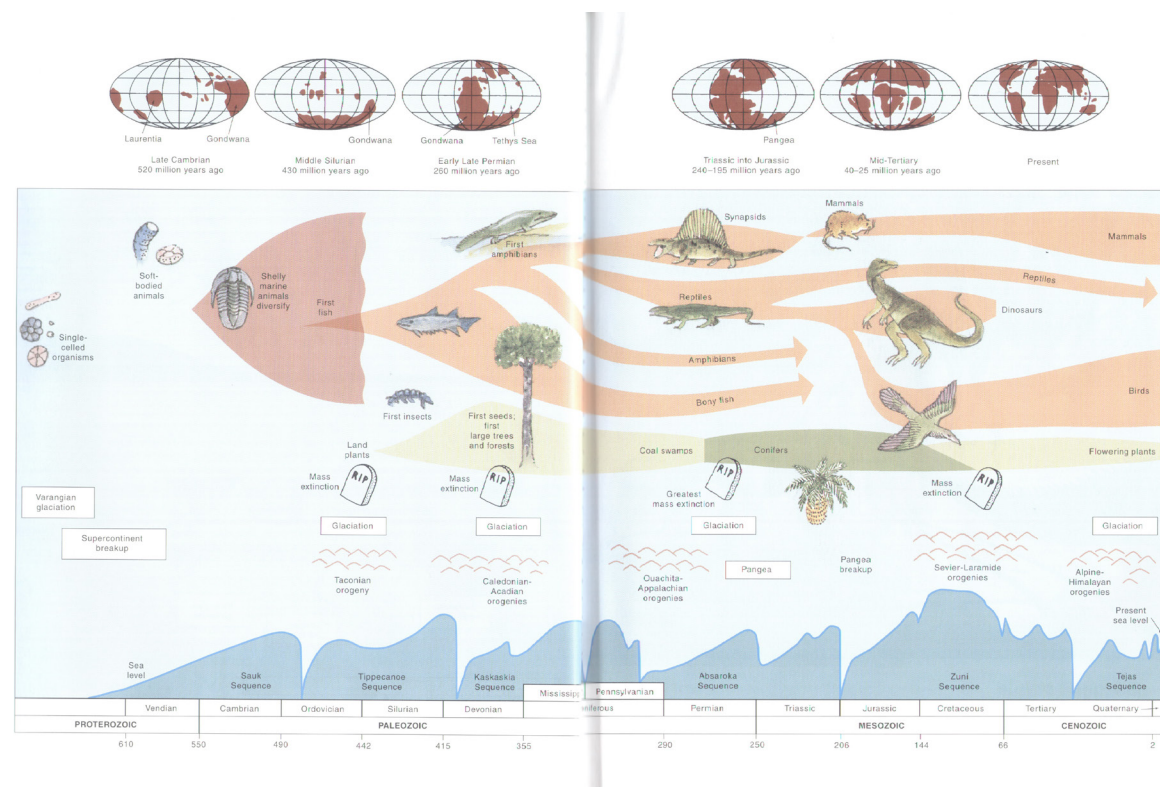 Laurentia
Gondwana
Late Cambrian
520 million years ago
Gondwana
Middle Silurian
430 million years ago
Gondwana
Tethys Sea
Early Late Permian
260 million years ago
Pangea
Triassic into Jurassic
240–195 million years ago
Mid-Tertiary
40–25 million years ago
Present
Single-
celled
organisms
Soft-
bodied
animals
Shelly
marine
animals
diversify
First
fish
First
amphibians
Synapsids
Mammals
Mammals
Reptiles
Reptiles
Dinosaurs
Amphibians
Bony fish
Birds
First insects
First seeds;
first
large trees
and forests
Land
plants
Coal swamps
Conifers
Flowering plants
Mass
extinction
RIP
Mass
extinction
RIP
Greatest
mass extinction
RIP
Mass
extinction
RIP
Varangian
glaciation
Supercontinent
breakup
Glaciation
Glaciation
Glaciation
Glaciation
Taconian
orogeny
Caledonian-
Acadian
orogenies
Ouachita-
Appalachian
orogenies
Pangea
Pangea
breakup
Sevier-Laramide
orogenies
Alpine-
Himalayan
orogenies
Present
sea level
Sea
level
Sauk
Sequence
Tippecanoe
Sequence
Kaskaskia
Sequence
Absaroka
Sequence
Zuni
Sequence
Tejas
Sequence
Mississipp
Pennsylvanian
Vendian
Cambrian
Ordovician
Silurian
Devonian
niferous
Permian
Triassic
Jurassic
Cretaceous
Tertiary
Quaternary
PROTEROZOIC
PALEOZOIC
MESOZOIC
CENOZOIC
610
550
490
442
415
355
290
250
206
144
66
2